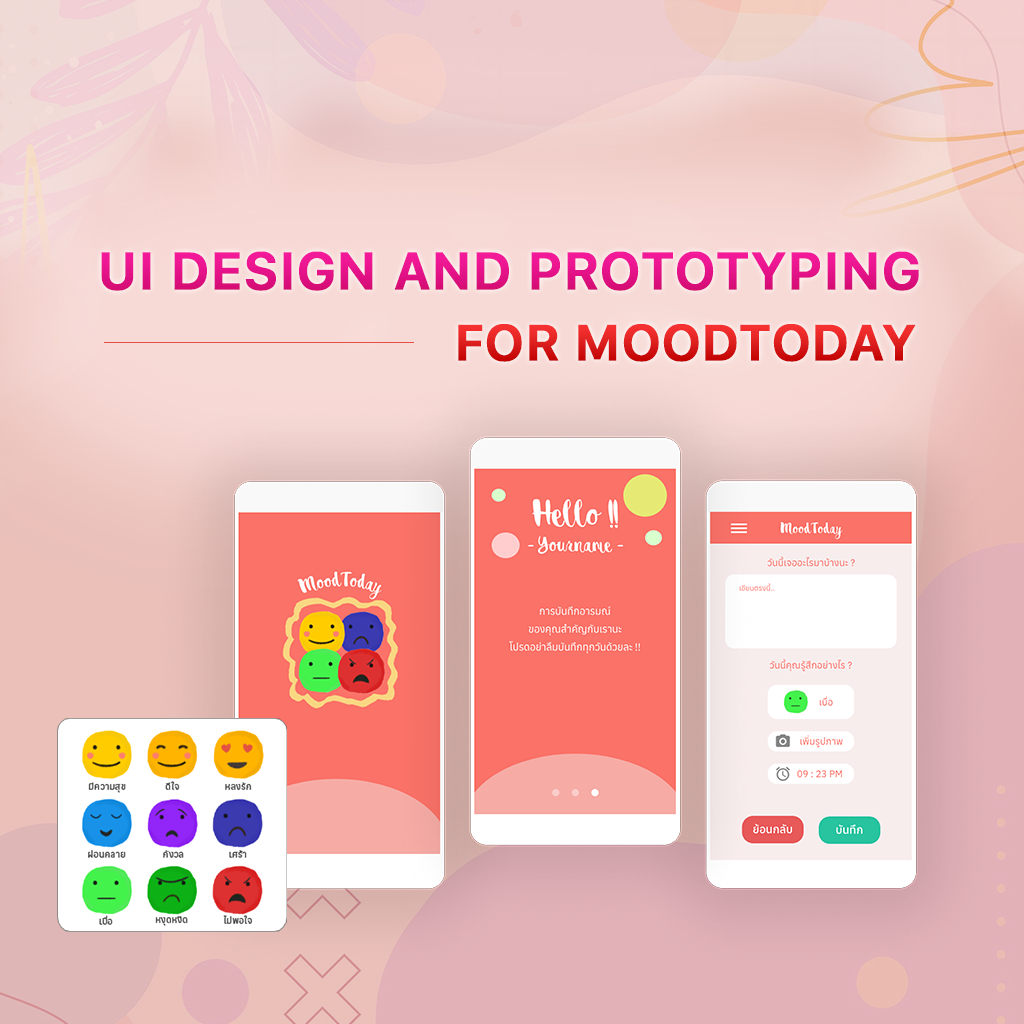 UI DESIGN AND PROTOTYPING
FOR MOODTODAY
MoodToday
Hello !!
- Yourname -
การบันทึกอารมณ์
ของคุณสำคัญกับเรานะ
โปรดอย่าลืมบันทึกทุกวันด้วยละ !!
MoodToday
วันนี้เจออะไรมาบ้างนะ ?
เขียนตรงนี้..
วันนี้คุณรู้สึกอย่างไร ?
เบื่อ
เพิ่มรูปภาพ
09 : 23 PM
ย้อนกลับ บันทึก
มีความสุข ดีใจ หลงรัก
ผ่อนคลาย กังวล เศร้า
เบื่อ หงุดหงิด ไม่พอใจ